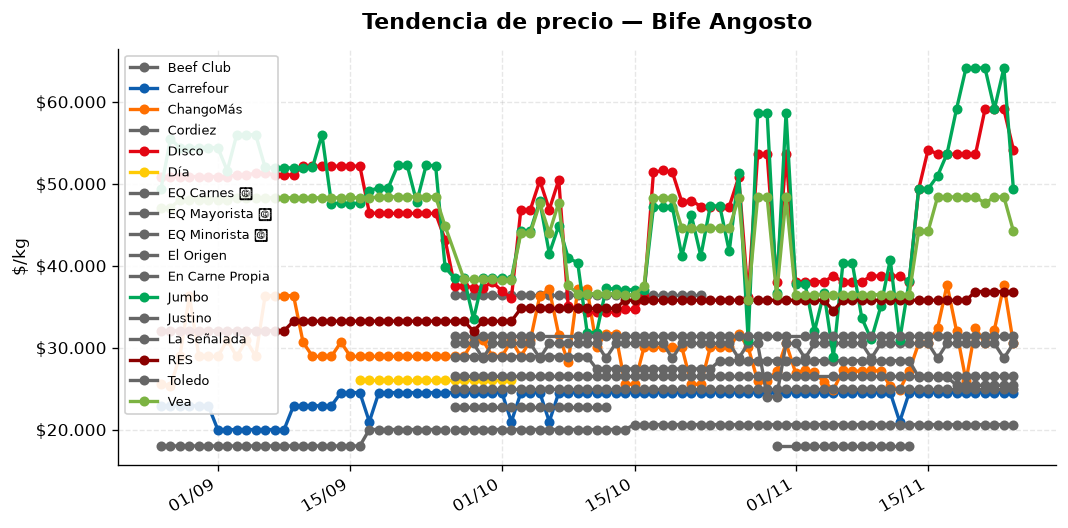 Tendencia de precio — Bife Angosto
$/kg
$60.000
$50.000
$40.000
$30.000
$20.000
Beef Club
Carrefour
ChangoMás
Cordiez
Disco
Día
EQ Carnes
EQ Mayorista
EQ Minorista
El Origen
En Carne Propia
Jumbo
Justino
La Señalada
RES
Toledo
Vea
01/09
15/09
01/10
15/10
01/11
15/11